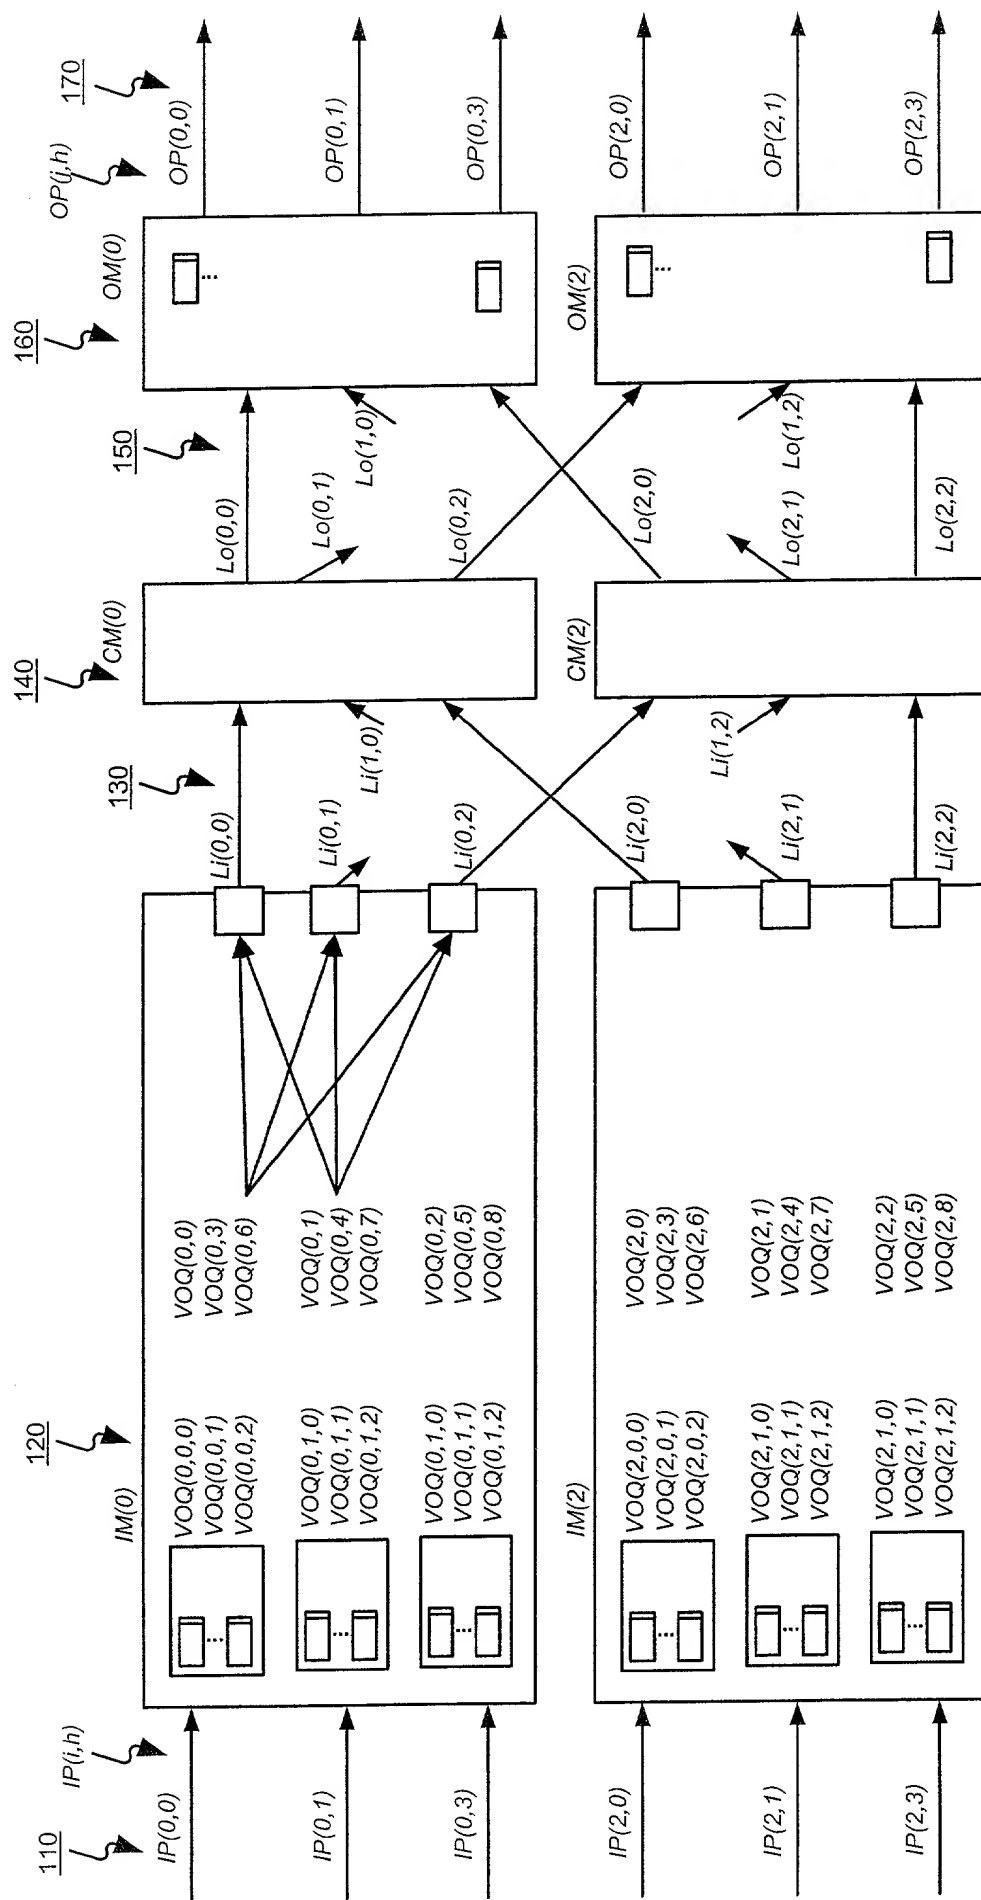 110
IP(i,h)
IP(0,0)
IP(0,1)
IP(0,3)
IP(2,0)
IP(2,1)
IP(2,3)
120
IM(0)
VOQ(0,0,0)
VOQ(0,0,1)
VOQ(0,0,2)
VOQ(0,1,0)
VOQ(0,1,1)
VOQ(0,1,2)
VOQ(0,1,0)
VOQ(0,1,1)
VOQ(0,1,2)
VOQ(0,0)
VOQ(0,3)
VOQ(0,6)
VOQ(0,1)
VOQ(0,4)
VOQ(0,7)
VOQ(0,2)
VOQ(0,5)
VOQ(0,8)
IM(2)
VOQ(2,0,0)
VOQ(2,0,1)
VOQ(2,0,2)
VOQ(2,1,0)
VOQ(2,1,1)
VOQ(2,1,2)
VOQ(2,1,0)
VOQ(2,1,1)
VOQ(2,1,2)
VOQ(2,0)
VOQ(2,3)
VOQ(2,6)
VOQ(2,1)
VOQ(2,4)
VOQ(2,7)
VOQ(2,2)
VOQ(2,5)
VOQ(2,8)
130
Li(0,0)
Li(0,1)
Li(0,2)
Li(1,0)
Li(2,0)
Li(2,1)
Li(1,2)
Li(2,2)
140
CM(0)
CM(2)
150
Lo(0,0)
Lo(0,1)
Lo(0,2)
Lo(1,0)
Lo(2,0)
Lo(2,1)
Lo(1,2)
Lo(2,2)
160
OM(0)
OM(2)
170
OP(j,h)
OP(0,0)
OP(0,1)
OP(0,3)
OP(2,0)
OP(2,1)
OP(2,3)